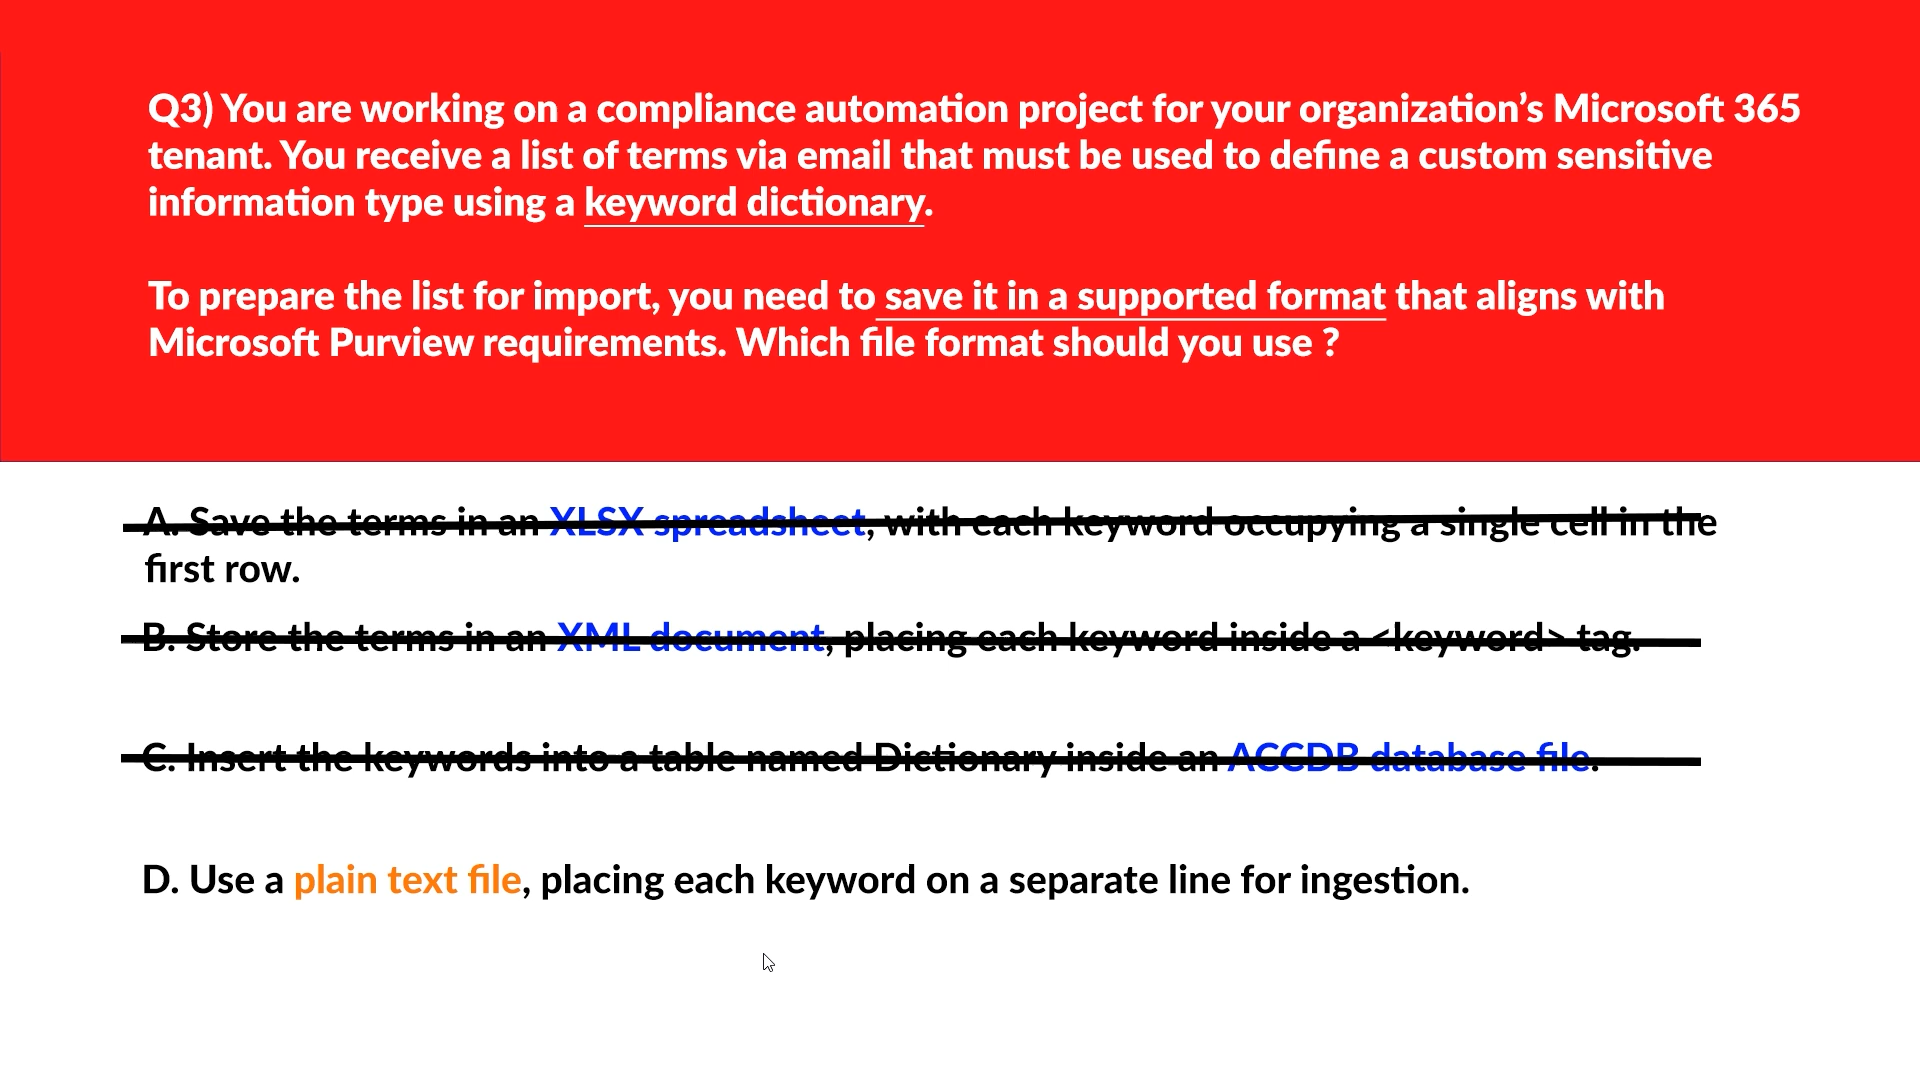 Q3) You are working on a compliance automation project for your organization’s Microsoft 365
tenant. You receive a list of terms via email that must be used to define a custom sensitive
information type using a keyword dictionary.
To prepare the list for import, you need to save it in a supported format that aligns with
Microsoft Purview requirements. Which file format should you use ?
A. Save the terms in an XLSX spreadsheet, with each keyword occupying a single cell in the
first row.
B. Store the terms in an XML document, placing each keyword inside a <keyword> tag.
C. Insert the keywords into a table named Dictionary inside an ACCDB database file.
D. Use a plain text file, placing each keyword on a separate line for ingestion.